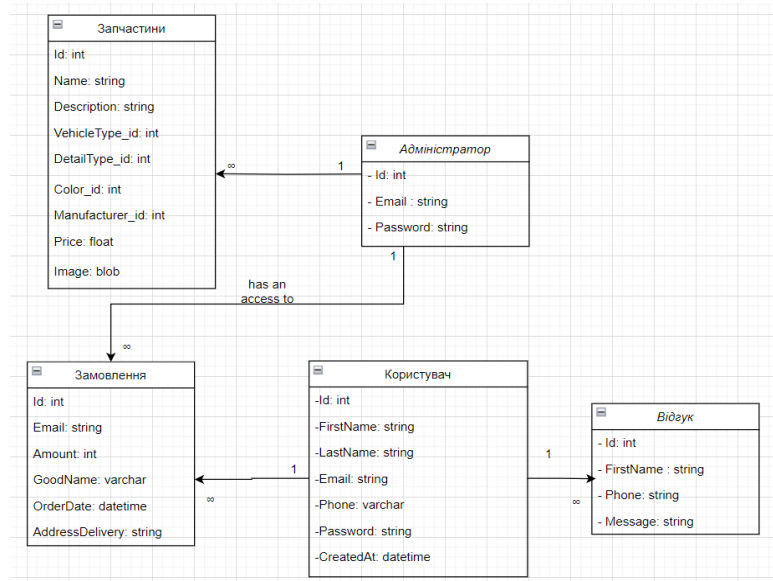 Запчастини
Id: int
Name: string
Description: string
VehicleType_id: int
DetailType_id: int
Color_id: int
Manufacturer_id: int
Price: float
Image: blob
∞
1
Адміністратор
- Id: int
- Email : string
- Password: string
1
has an
access to
∞
Замовлення
Id: int
Email: string
Amount: int
GoodName: varchar
OrderDate: datetime
AddressDelivery: string
1
∞
Користувач
-Id: int
-FirstName: string
-LastName: string
-Email: string
-Phone: varchar
-Password: string
-CreatedAt: datetime
1
∞
Відгук
- Id: int
- FirstName : string
- Phone: string
- Message: string